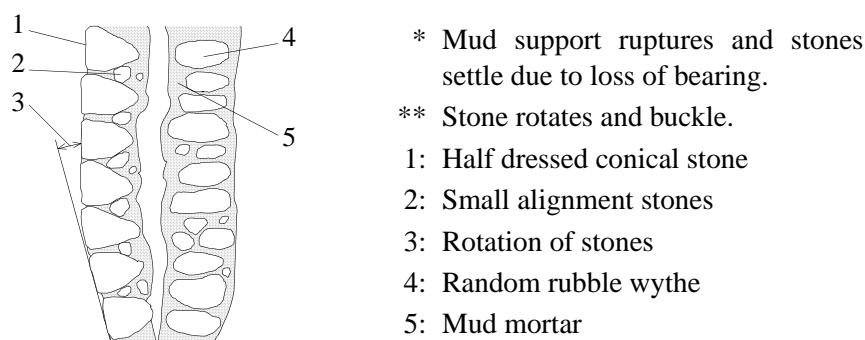 1
2
3
4
5
* Mud support ruptures and stones
settle due to loss of bearing.
** Stone rotates and buckle.
1: Half dressed conical stone
2: Small alignment stones
3: Rotation of stones
4: Random rubble wythe
5: Mud mortar